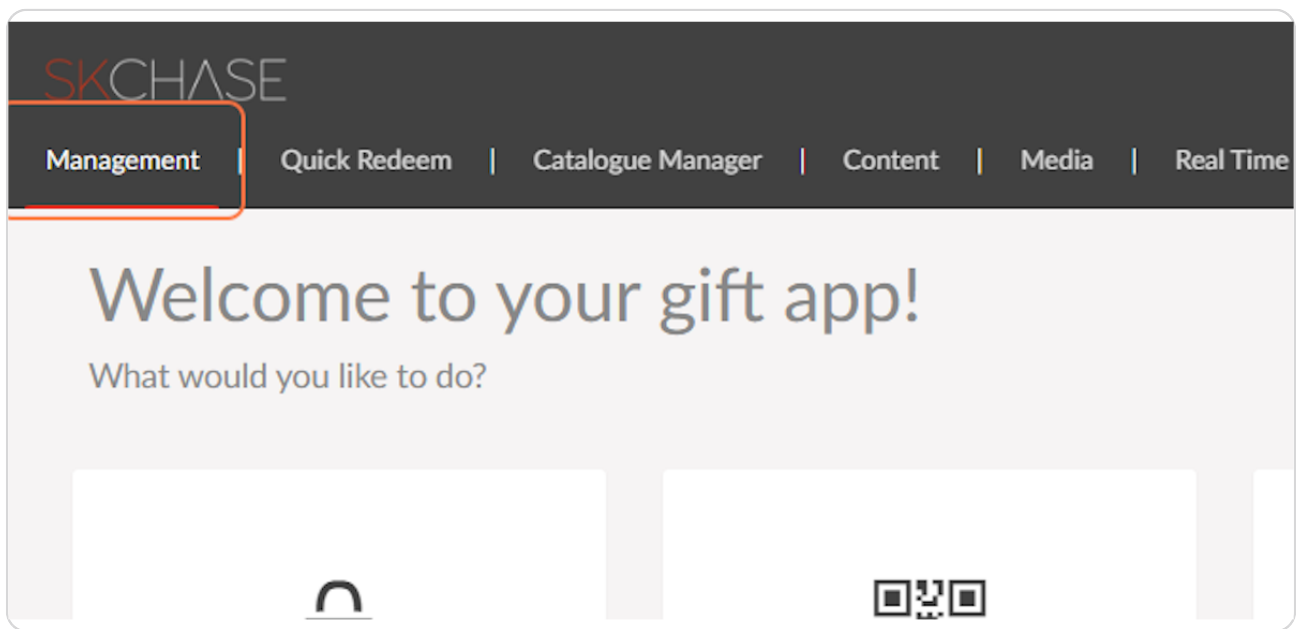 SKCHASE
Management | Quick Redeem | Catalogue Manager | Content | Media | Real Time
Welcome to your gift app!
What would you like to do?